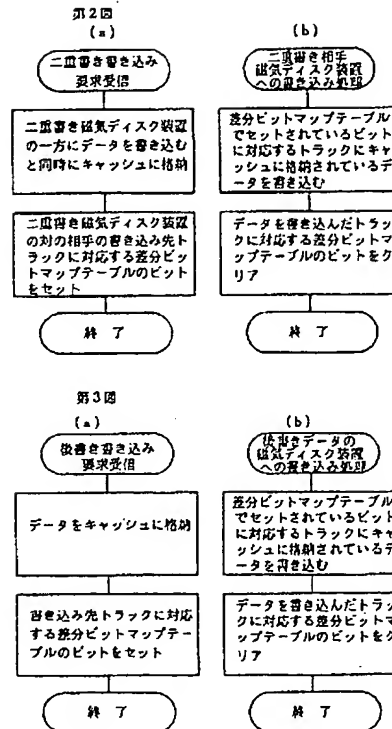 第2図
(a)
二重書き書き込み
要求受信
二重書き磁気ディスク装置
の一方にデータを書き込む
と同時にキャッシュに格納
二重書き磁気ディスク装置
の対の相手の書き込み先ト
ラックに対応する差分ビッ
トマップテーブルのビット
をセット
終了
(b)
二重書き相手
磁気ディスク装置
への書き込み処理
差分ビットマップテーブル
でセットされているビット
に対応するトラックにキャ
ッシュに格納されているデ
ータを書き込む
データを書き込んだトラッ
クに対応する差分ビットマ
ップテーブルのビットをク
リア
終了
第3図
(a)
後書き書き込み
要求受信
データをキャッシュに格納
書き込み先トラックに対応
する差分ビットマップテー
ブルのビットをセット
終了
(b)
後書きデータの
磁気ディスク装置
への書き込み処理
差分ビットマップテーブル
でセットされているビット
に対応するトラックにキャ
ッシュに格納されているデ
ータを書き込む
データを書き込んだトラッ
クに対応する差分ビットマ
ップテーブルのビットをク
リア
終了